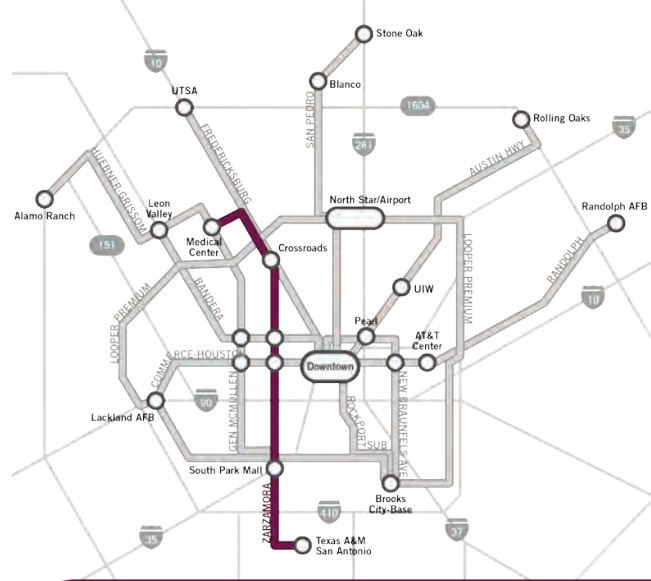 Stone Oak
10
Blanco
UTSA
1604
Rolling Oaks
SAN PEDRO
FREDERICKSBURG
35
281
AUSTIN HWY
HUEBNER-GRISSOM
Leon
Valley
North Star/Airport
Alamo Ranch
Randolph AFB
Medical
Center
151
Crossroads
LOOPER PREMIUM
RANDOLPH
BANDERA
UIW
10
LOOPER PREMIUM
Pearl
AT&T
Center
RCE-HOUSTON
COMM
Downtown
90
GEN MCMULLEN
ROCKPORT
NEW BRAUNFELS AVE
Lackland AFB
SUB
South Park Mall
Brooks
City-Base
ZARZAMORA
410
35
37
Texas A&M
San Antonio